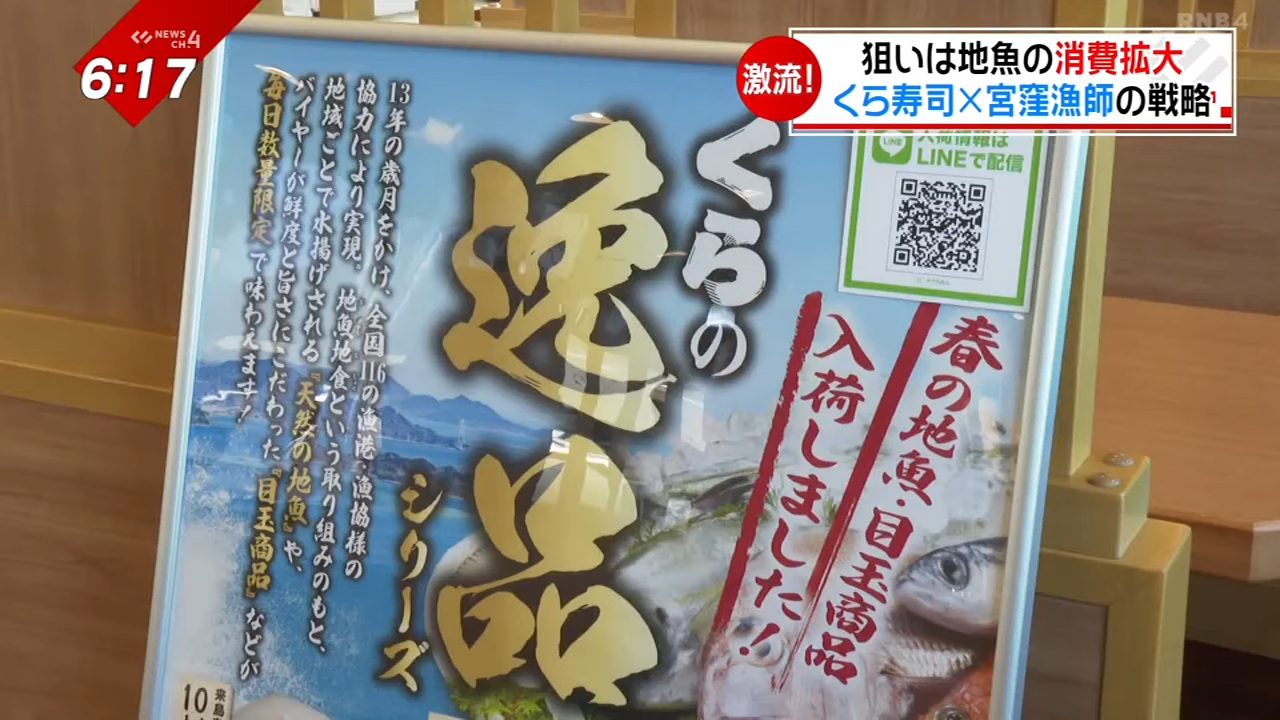 NEWS
CH.4
6:17
RNB4
激流!
狙いは地魚の消費拡大
くら寿司×宮窪漁師の戦略
入荷情報は
LINEで配信
LINE
春の地魚・目玉商品
入荷しました!
くらの
逸品
シリーズ
13年の歳月をかけ、全国116の漁港・漁協様の
協力により実現。地魚地食という取り組みのもと、
地域ごとで水揚げされる『天然の地魚』や、
バイヤーが鮮度と旨さにこだわった『目玉商品』などが
毎日数量限定で味わえます!
来島
10